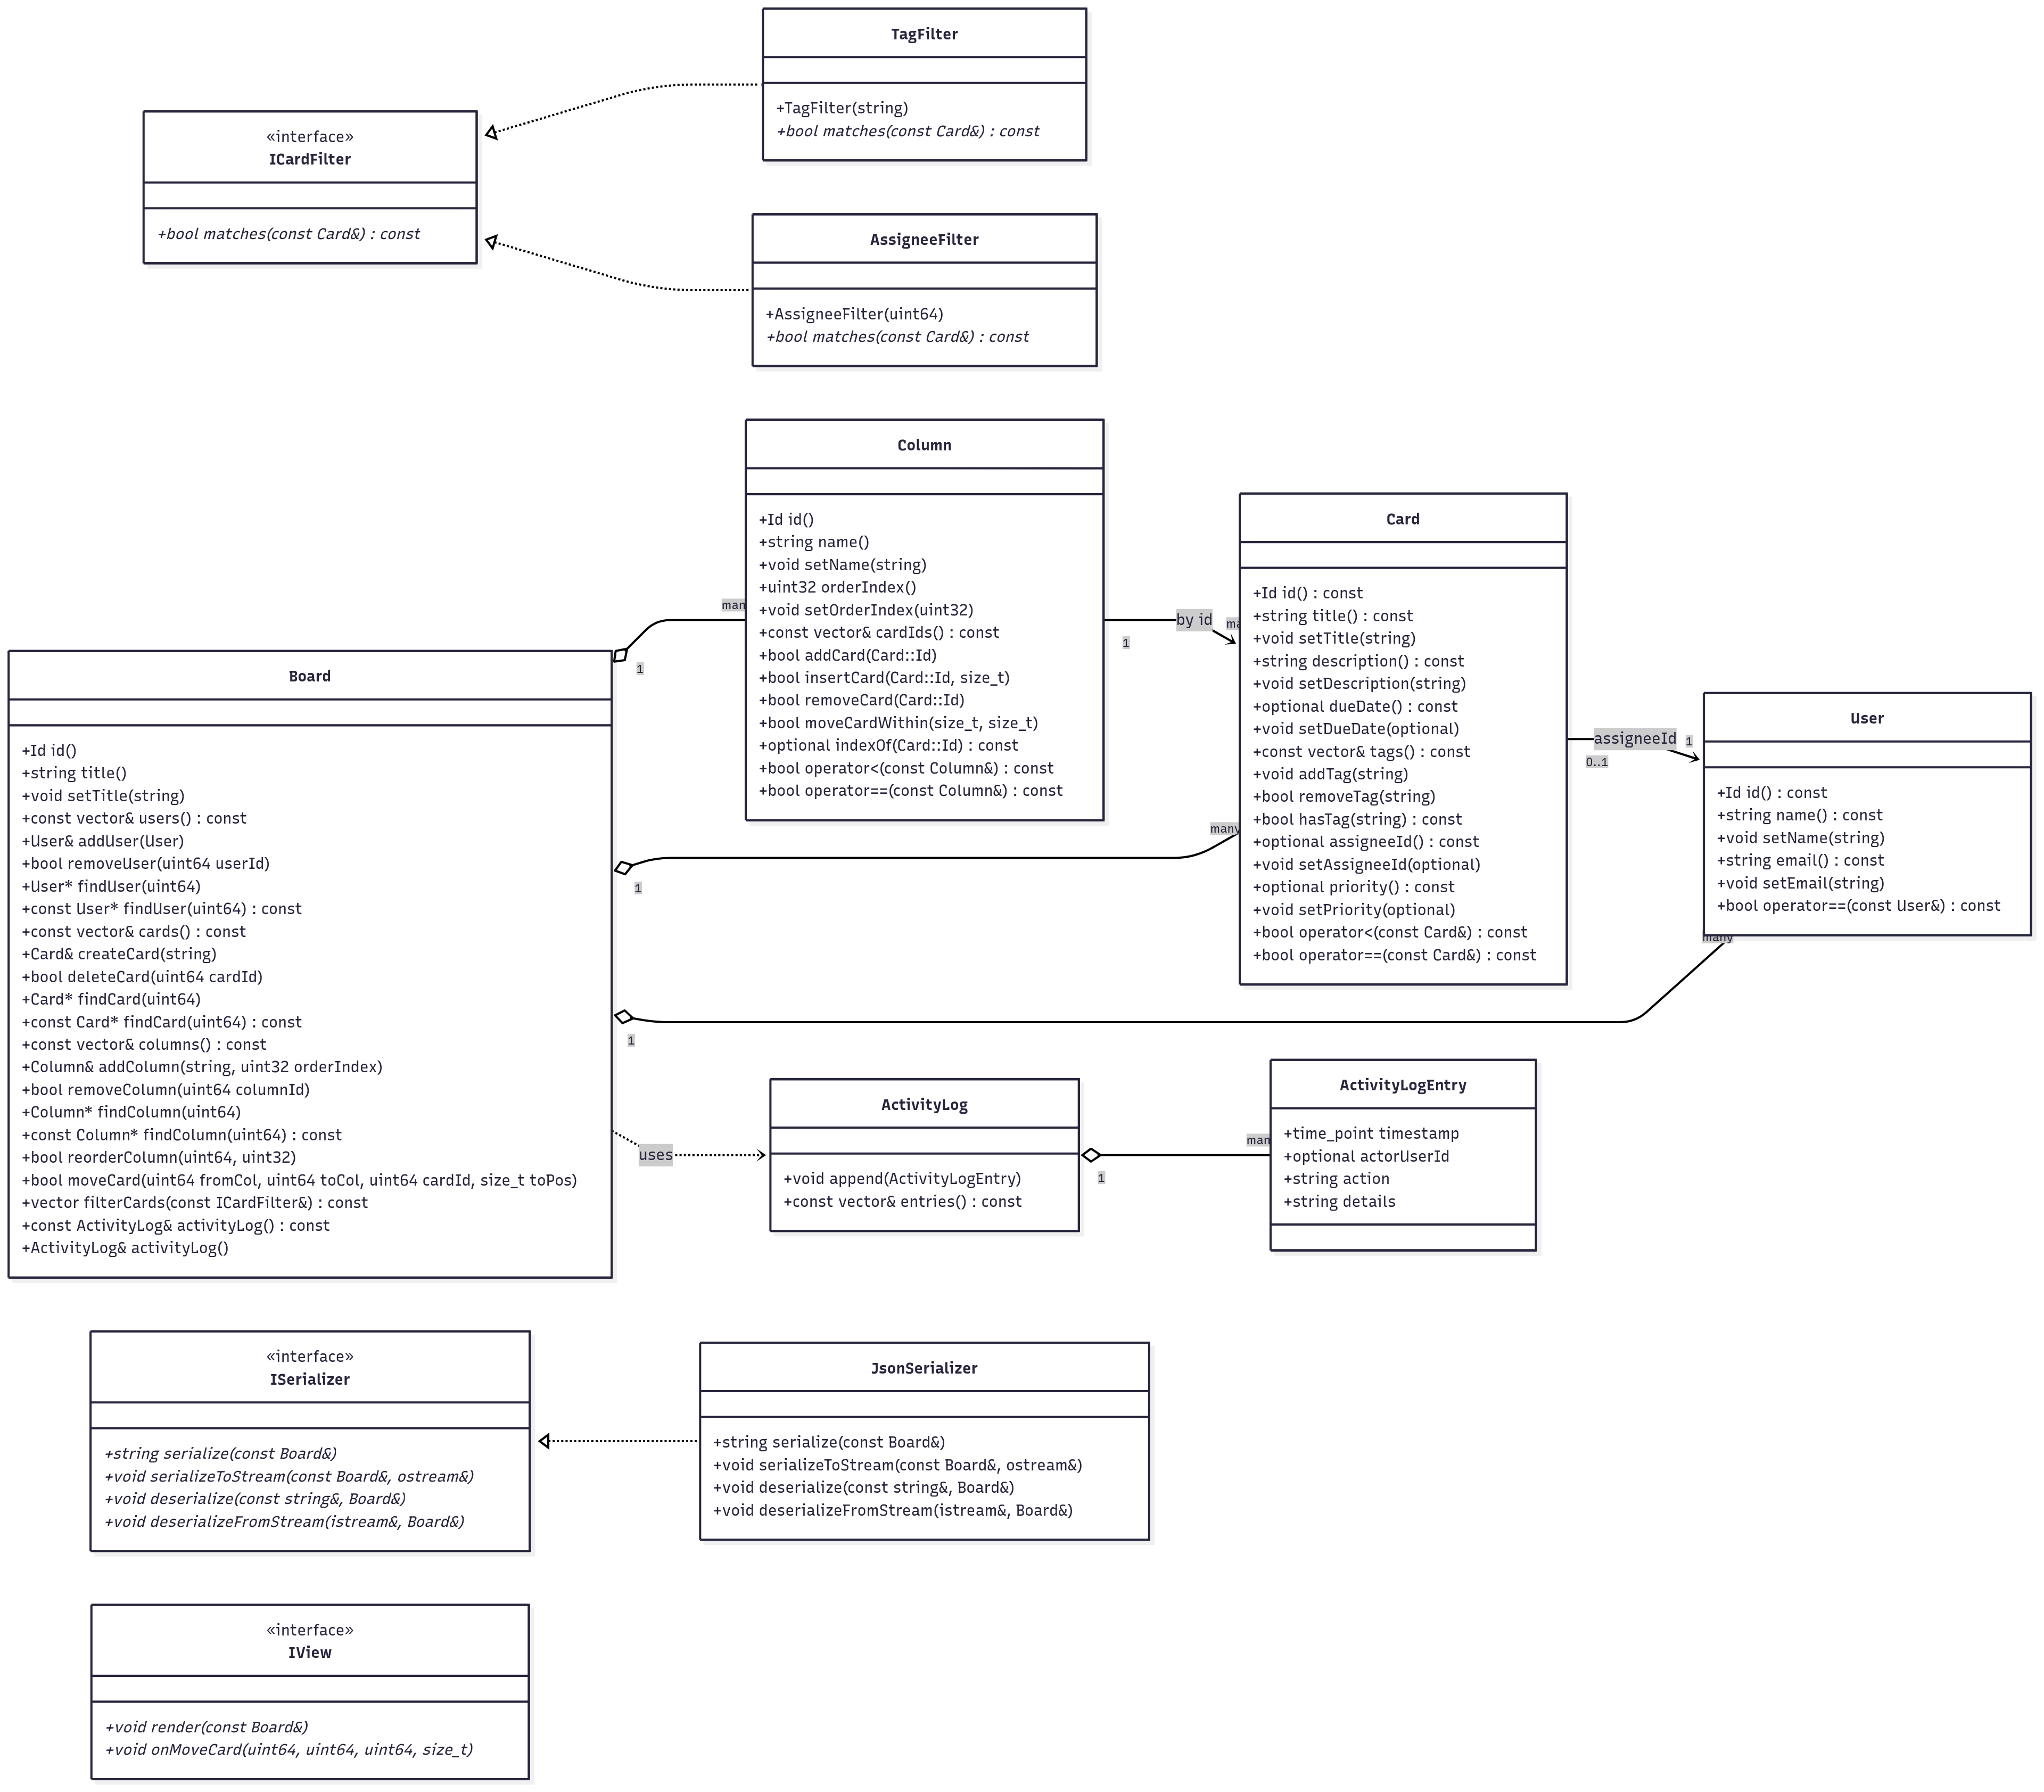 TagFilter
+TagFilter(string)
+bool matches(const Card&) : const
«interface»
ICardFilter
+bool matches(const Card&) : const
AssigneeFilter
+AssigneeFilter(uint64)
+bool matches(const Card&) : const
Column
+Id id()
+string name()
+void setName(string)
+uint32 orderIndex()
+void setOrderIndex(uint32)
+const vector& cardIds() : const
+bool addCard(Card::Id)
+bool insertCard(Card::Id, size_t)
+bool removeCard(Card::Id)
+bool moveCardWithin(size_t, size_t)
+optional indexOf(Card::Id) : const
+bool operator<(const Column&) : const
+bool operator==(const Column&) : const
man
1
by id
ma
1
Card
+Id id() : const
+string title() : const
+void setTitle(string)
+string description() : const
+void setDescription(string)
+optional dueDate() : const
+void setDueDate(optional)
+const vector& tags() : const
+void addTag(string)
+bool removeTag(string)
+bool hasTag(string) : const
+optional assigneeId() : const
+void setAssigneeId(optional)
+optional priority() : const
+void setPriority(optional)
+bool operator<(const Card&) : const
+bool operator==(const Card&) : const
assigneeId
1
0..1
User
+Id id() : const
+string name() : const
+void setName(string)
+string email() : const
+void setEmail(string)
+bool operator==(const User&) : const
many
many
1
1
Board
+Id id()
+string title()
+void setTitle(string)
+const vector& users() : const
+User& addUser(User)
+bool removeUser(uint64 userId)
+User* findUser(uint64)
+const User* findUser(uint64) : const
+const vector& cards() : const
+Card& createCard(string)
+bool deleteCard(uint64 cardId)
+Card* findCard(uint64)
+const Card* findCard(uint64) : const
+const vector& columns() : const
+Column& addColumn(string, uint32 orderIndex)
+bool removeColumn(uint64 columnId)
+Column* findColumn(uint64)
+const Column* findColumn(uint64) : const
+bool reorderColumn(uint64, uint32)
+bool moveCard(uint64 fromCol, uint64 toCol, uint64 cardId, size_t toPos)
+vector filterCards(const ICardFilter&) : const
+const ActivityLog& activityLog() : const
+ActivityLog& activityLog()
uses
ActivityLog
+void append(ActivityLogEntry)
+const vector& entries() : const
man
1
ActivityLogEntry
+time_point timestamp
+optional actorUserId
+string action
+string details
«interface»
ISerializer
+string serialize(const Board&)
+void serializeToStream(const Board&, ostream&)
+void deserialize(const string&, Board&)
+void deserializeFromStream(istream&, Board&)
JsonSerializer
+string serialize(const Board&)
+void serializeToStream(const Board&, ostream&)
+void deserialize(const string&, Board&)
+void deserializeFromStream(istream&, Board&)
«interface»
IView
+void render(const Board&)
+void onMoveCard(uint64, uint64, uint64, size_t)